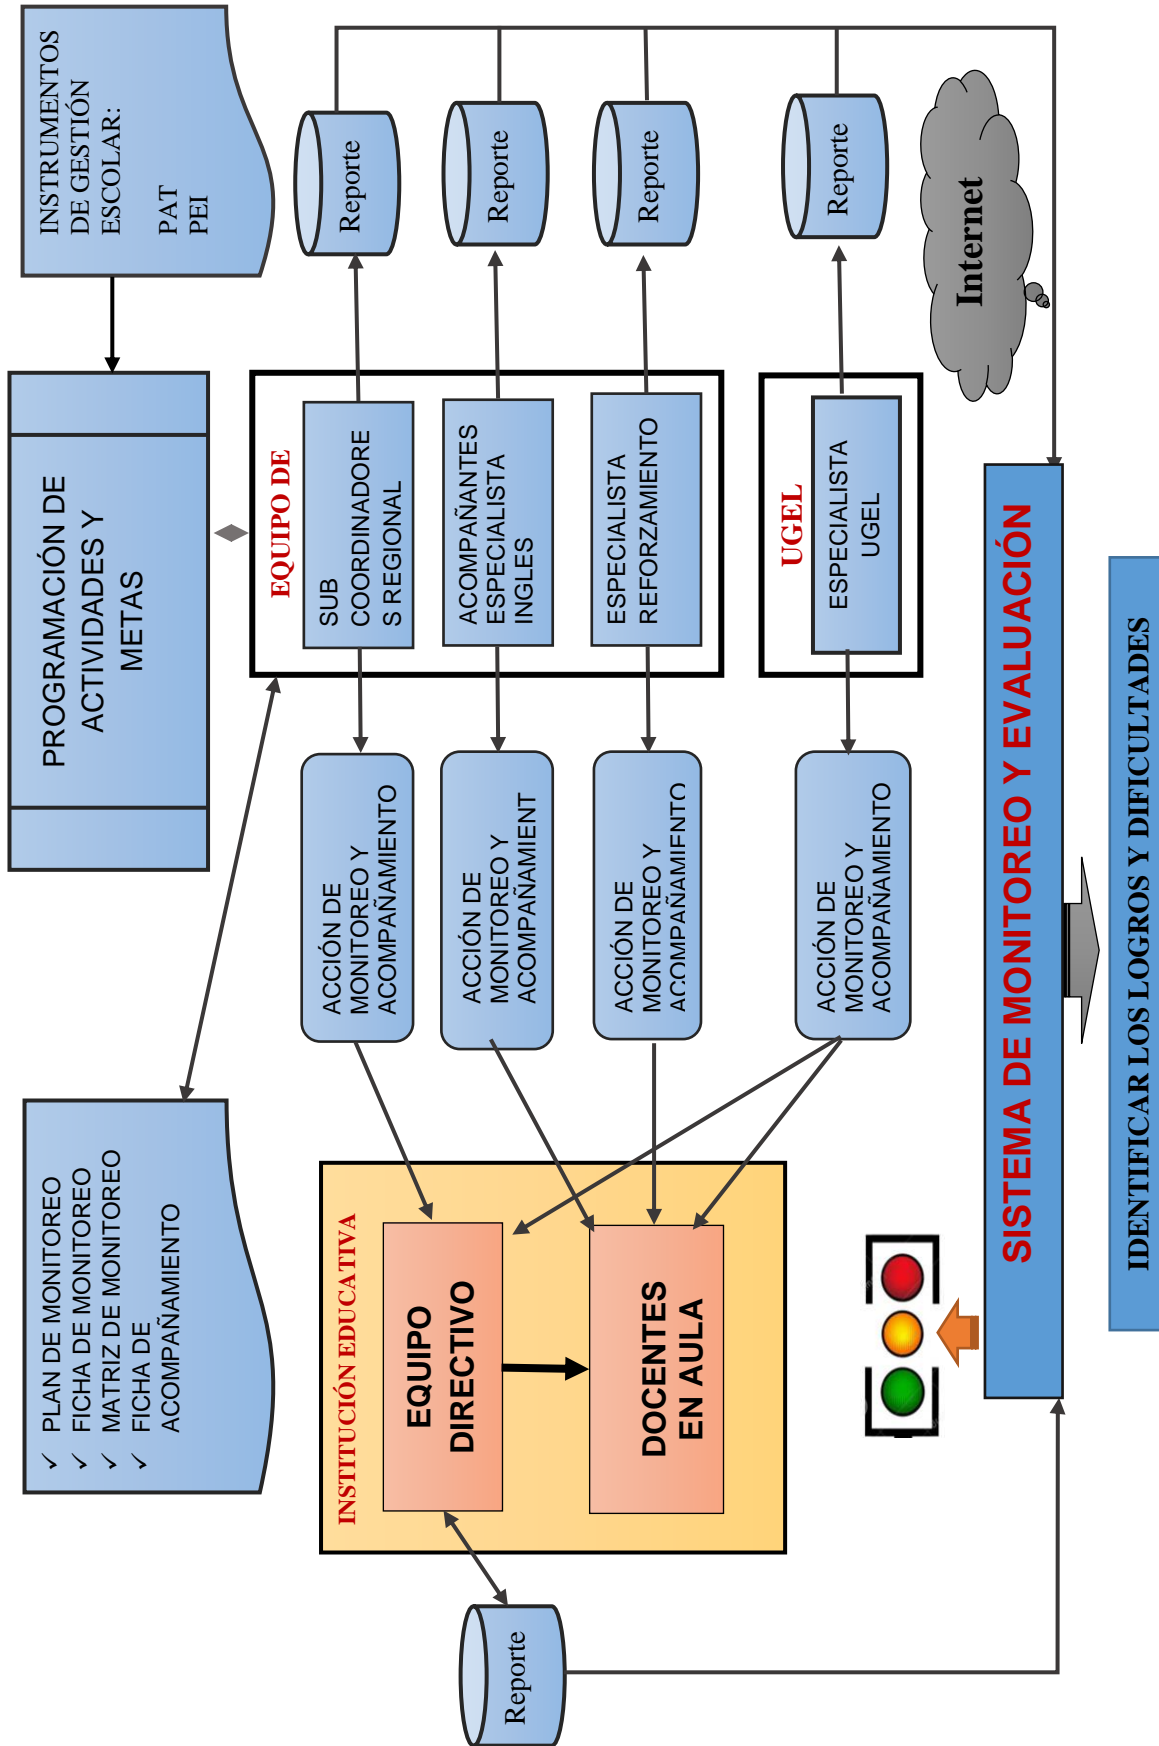 PLAN DE MONITOREO
FICHA DE MONITOREO
MATRIZ DE MONITOREO
FICHA DE
ACOMPAÑAMIENTO
PROGRAMACIÓN DE
ACTIVIDADES Y
METAS
INSTRUMENTOS
DE GESTIÓN
ESCOLAR:
PAT
PEI
INSTITUCIÓN EDUCATIVA
EQUIPO
DIRECTIVO
DOCENTES
EN AULA
Reporte
ACCIÓN DE
MONITOREO Y
ACOMPAÑAMIENTO
ACCIÓN DE
MONITOREO Y
ACOMPAÑAMIENT
ACCIÓN DE
MONITOREO Y
ACOMPAÑAMIENTO
ACCIÓN DE
MONITOREO Y
ACOMPAÑAMIENTO
EQUIPO DE
SUB
COORDINADORE
S REGIONAL
ACOMPAÑANTES
ESPECIALISTA
INGLES
ESPECIALISTA
REFORZAMIENTO
UGEL
ESPECIALISTA
UGEL
Reporte
Reporte
Reporte
Reporte
Internet
SISTEMA DE MONITOREO Y EVALUACIÓN
IDENTIFICAR LOS LOGROS Y DIFICULTADES